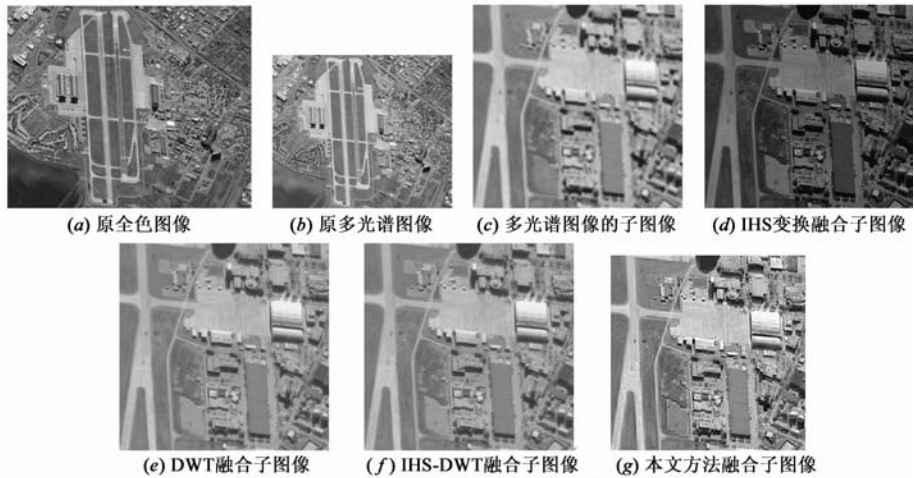 (a) 原全色图像
(b) 原多光谱图像
(c) 多光谱图像的子图像
(d) IHS变换融合子图像
(e) DWT融合子图像
(f) IHS-DWT融合子图像
(g) 本文方法融合子图像